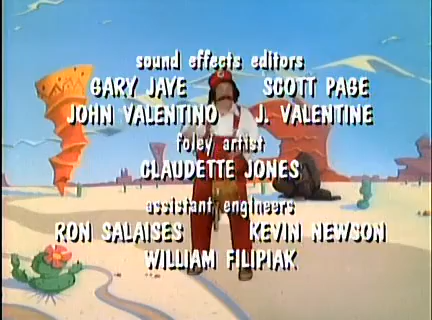 sound effects editors
GARY JAYE SCOTT PAGE
JOHN VALENTINO J. VALENTINE
foley artist
CLAUDETTE JONES
assistant engineers
RON SALAISES KEVIN NEWSON
WILLIAM FILIPIAK